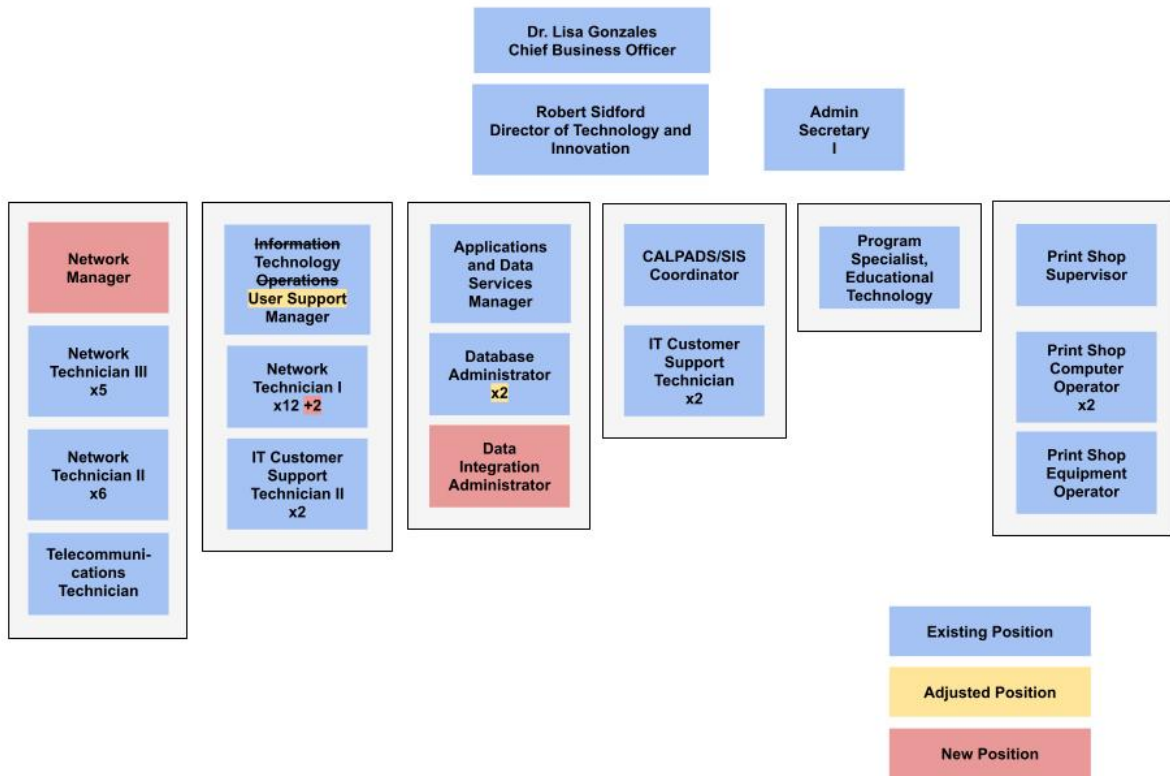 Dr. Lisa Gonzales
Chief Business Officer
Robert Sidford
Director of Technology and
Innovation
Admin
Secretary
I
Network
Manager
Network
Technician III
x5
Network
Technician II
x6
Telecommuni-
cations
Technician
Information
Technology
Operations
User Support
Manager
Network
Technician I
x12 +2
IT Customer
Support
Technician II
x2
Applications
and Data
Services
Manager
Database
Administrator
x2
Data
Integration
Administrator
CALPADS/SIS
Coordinator
IT Customer
Support
Technician
x2
Program
Specialist,
Educational
Technology
Print Shop
Supervisor
Print Shop
Computer
Operator
x2
Print Shop
Equipment
Operator
Existing Position
Adjusted Position
New Position